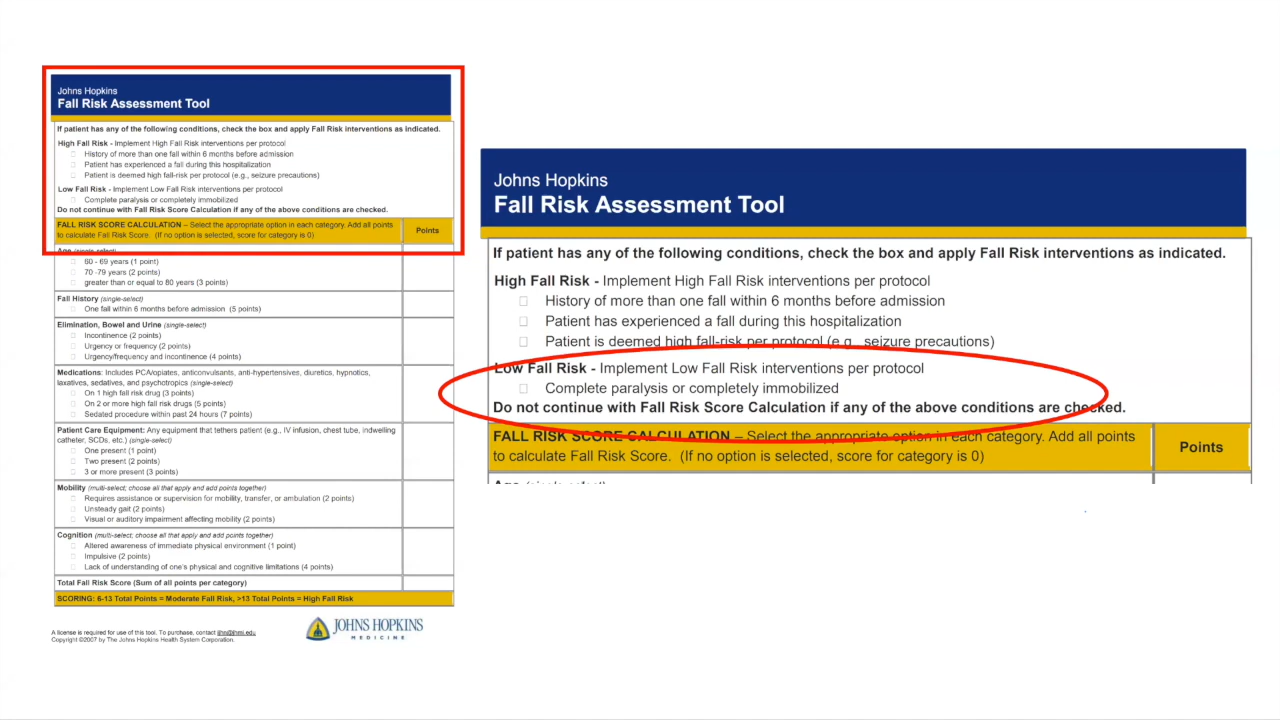 Johns Hopkins
Fall Risk Assessment Tool
If patient has any of the following conditions, check the box and apply Fall Risk interventions as indicated.
High Fall Risk - Implement High Fall Risk interventions per protocol
History of more than one fall within 6 months before admission
Patient has experienced a fall during this hospitalization
Patient is deemed high fall-risk per protocol (e.g., seizure precautions)
Low Fall Risk - Implement Low Fall Risk interventions per protocol
Complete paralysis or completely immobilized
Do not continue with Fall Risk Score Calculation if any of the above conditions are checked.
FALL RISK SCORE CALCULATION – Select the appropriate option in each category. Add all points
to calculate Fall Risk Score. (If no option is selected, score for category is 0)
Points
Age (single-select)
60 - 69 years (1 point)
70 -79 years (2 points)
greater than or equal to 80 years (3 points)
Fall History (single-select)
One fall within 6 months before admission (5 points)
Elimination, Bowel and Urine (single-select)
Incontinence (2 points)
Urgency or frequency (2 points)
Urgency/frequency and incontinence (4 points)
Medications: Includes PCA/opiates, anticonvulsants, anti-hypertensives, diuretics, hypnotics,
laxatives, sedatives, and psychotropics (single-select)
On 1 high fall risk drug (3 points)
On 2 or more high fall risk drugs (5 points)
Sedated procedure within past 24 hours (7 points)
Patient Care Equipment: Any equipment that tethers patient (e.g., IV infusion, chest tube, indwelling
catheter, SCDs, etc.) (single-select)
One present (1 point)
Two present (2 points)
3 or more present (3 points)
Mobility (multi-select; choose all that apply and add points together)
Requires assistance or supervision for mobility, transfer, or ambulation (2 points)
Unsteady gait (2 points)
Visual or auditory impairment affecting mobility (2 points)
Cognition (multi-select; choose all that apply and add points together)
Altered awareness of immediate physical environment (1 point)
Impulsive (2 points)
Lack of understanding of one's physical and cognitive limitations (4 points)
Total Fall Risk Score (Sum of all points per category)
SCORING: 6-13 Total Points = Moderate Fall Risk, >13 Total Points = High Fall Risk
A license is required for use of this tool. To purchase, contact ijhn@jhmi.edu
Copyright ©2007 by The Johns Hopkins Health System Corporation.
JOHNS HOPKINS
MEDICINE
Johns Hopkins
Fall Risk Assessment Tool
If patient has any of the following conditions, check the box and apply Fall Risk interventions as indicated.
High Fall Risk - Implement High Fall Risk interventions per protocol
History of more than one fall within 6 months before admission
Patient has experienced a fall during this hospitalization
Patient is deemed high fall-risk per protocol (e.g., seizure precautions)
Low Fall Risk - Implement Low Fall Risk interventions per protocol
Complete paralysis or completely immobilized
Do not continue with Fall Risk Score Calculation if any of the above conditions are checked.
FALL RISK SCORE CALCULATION – Select the appropriate option in each category. Add all points
to calculate Fall Risk Score. (If no option is selected, score for category is 0)
Points
Age (single-select)